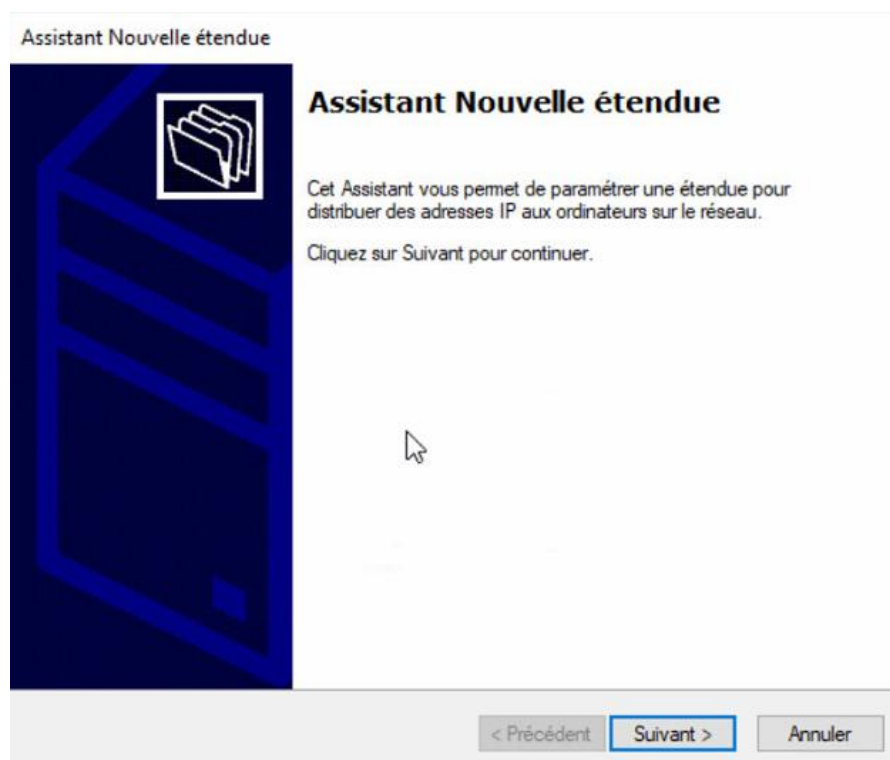 Assistant Nouvelle étendue
Assistant Nouvelle étendue
Cet Assistant vous permet de paramétrer une étendue pour
distribuer des adresses IP aux ordinateurs sur le réseau.
Cliquez sur Suivant pour continuer.
< Précédent
Suivant >
Annuler